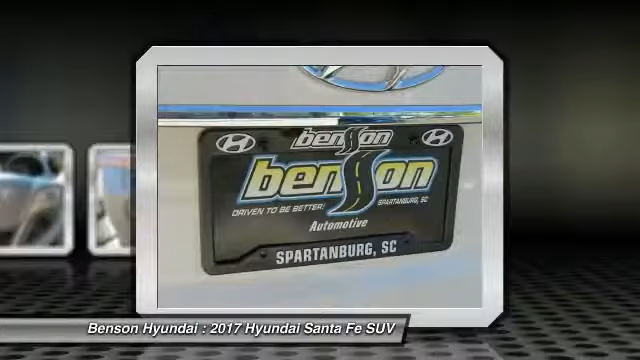 benson
benson
DRIVEN TO BE BETTER! SPARTANBURG, SC
Automotive
SPARTANBURG, SC
Benson Hyundai : 2017 Hyundai Santa Fe SUV